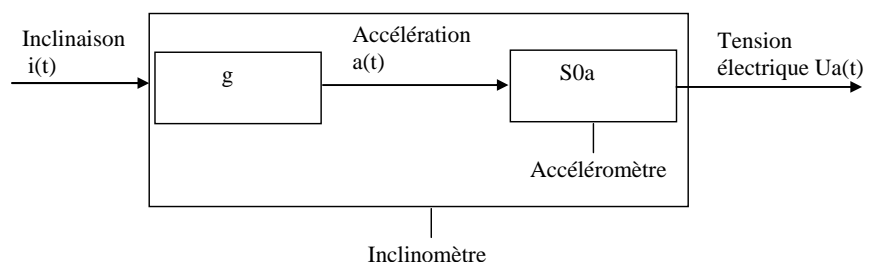 Inclinaison
i(t)
g
Accélération
a(t)
S0a
Tension
électrique Ua(t)
Accéléromètre
Inclinomètre